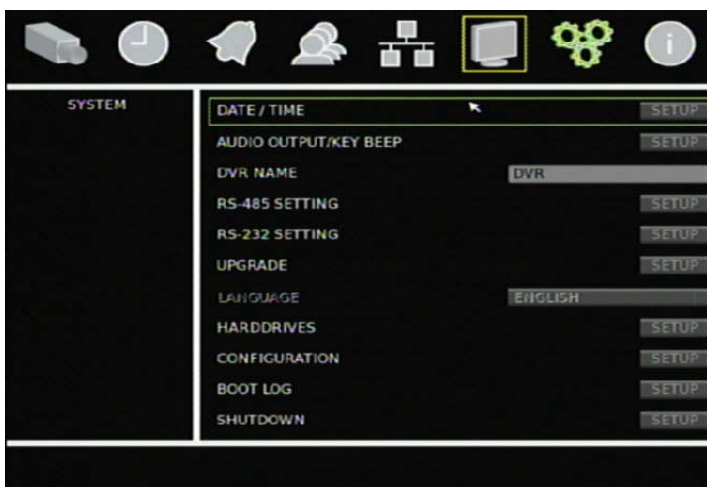 SYSTEM
DATE / TIME SETUP
AUDIO OUTPUT/KEY BEEP SETUP
DVR NAME DVR
RS-485 SETTING SETUP
RS-232 SETTING SETUP
UPGRADE SETUP
LANGUAGE ENGLISH
HARDDRIVES SETUP
CONFIGURATION SETUP
BOOT LOG SETUP
SHUTDOWN SETUP